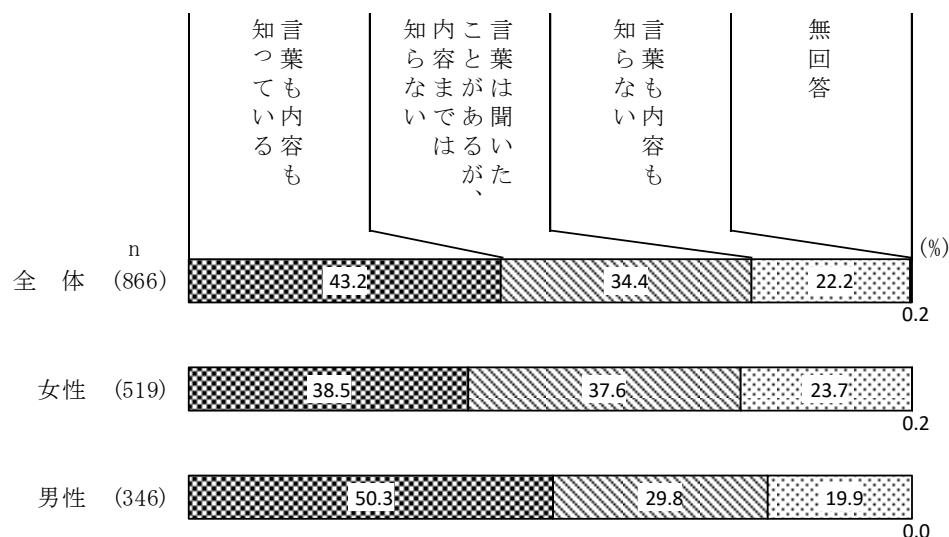 言葉も内容も
知っている
言葉は聞いた
ことがあるが、
内容までは
知らない
言葉も内容も
知らない
無回答
n
(%)
全 体 (866) 43.2 34.4 22.2
0.2
女性 (519) 38.5 37.6 23.7
0.2
男性 (346) 50.3 29.8 19.9
0.0